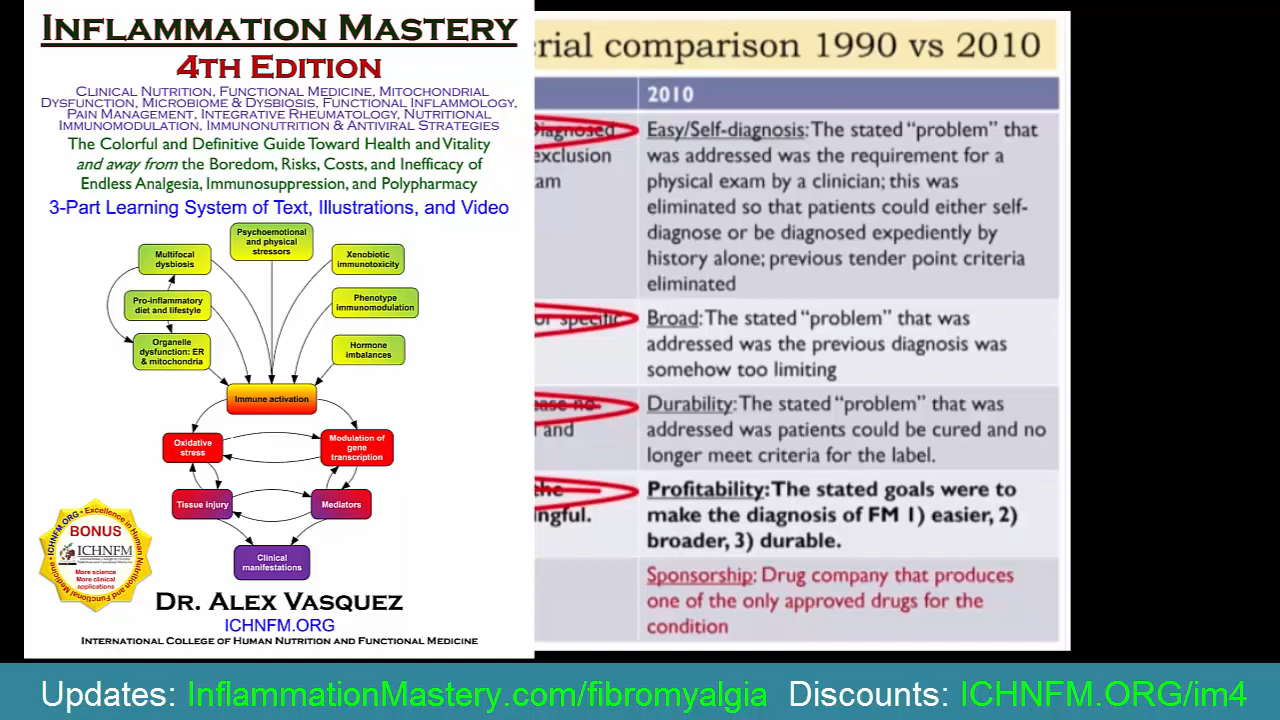 INFLAMMATION MASTERY
4TH EDITION
CLINICAL NUTRITION, FUNCTIONAL MEDICINE, MITOCHONDRIAL
DYSFUNCTION, MICROBIOME & DYSBIOSIS, FUNCTIONAL INFLAMMOLOGY,
PAIN MANAGEMENT, INTEGRATIVE RHEUMATOLOGY, NUTRITIONAL
IMMUNOMODULATION, IMMUNONUTRITION & ANTIVIRAL STRATEGIES
The Colorful and Definitive Guide Toward Health and Vitality
and away from the Boredom, Risks, Costs, and Inefficacy of
Endless Analgesia, Immunosuppression, and Polypharmacy
3-Part Learning System of Text, Illustrations, and Video
Psychoemotional
and physical
stressors
Multifocal
dysbiosis
Xenobiotic
immunotoxicity
Pro-inflammatory
diet and lifestyle
Phenotype
immunomodulation
Organelle
dysfunction: ER
& mitochondria
Hormone
imbalances
Immune activation
Oxidative
stress
Modulation of
gene
transcription
Tissue injury
Mediators
Clinical
manifestations
BONUS
ICHNFM
More science
More clinical
applications
DR. ALEX VASQUEZ
ICHNFM.ORG
INTERNATIONAL COLLEGE OF HUMAN NUTRITION AND FUNCTIONAL MEDICINE
erial comparison 1990 vs 2010
2010
Diagnosed
exclusion
am
Easy/Self-diagnosis: The stated “problem” that
was addressed was the requirement for a
physical exam by a clinician; this was
eliminated so that patients could either self-
diagnose or be diagnosed expediently by
history alone; previous tender point criteria
eliminated
or specific
Broad: The stated “problem” that was
addressed was the previous diagnosis was
somehow too limiting
ease no
and
Durability: The stated “problem” that was
addressed was patients could be cured and no
longer meet criteria for the label.
the
ingful.
Profitability: The stated goals were to
make the diagnosis of FM 1) easier, 2)
broader, 3) durable.
Sponsorship: Drug company that produces
one of the only approved drugs for the
condition
Updates: InflammationMastery.com/fibromyalgia Discounts: ICHNFM.ORG/im4